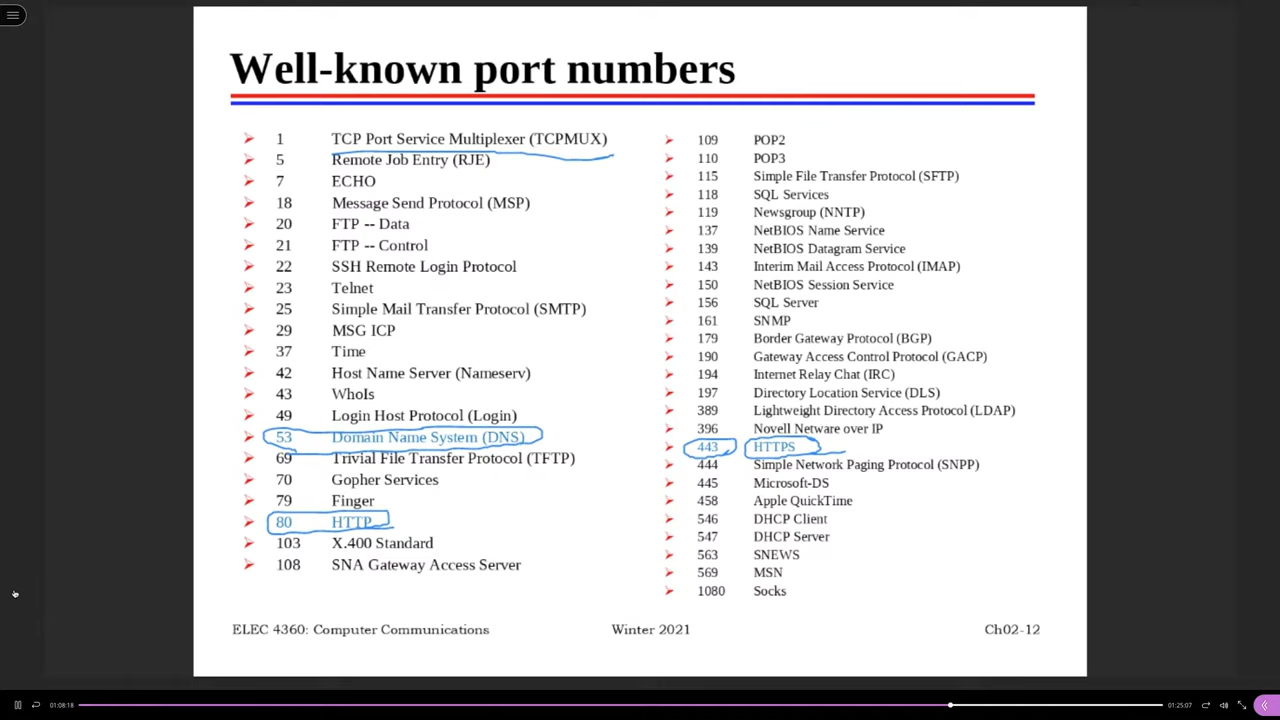 Well-known port numbers
1 TCP Port Service Multiplexer (TCPMUX)
5 Remote Job Entry (RJE)
7 ECHO
18 Message Send Protocol (MSP)
20 FTP -- Data
21 FTP -- Control
22 SSH Remote Login Protocol
23 Telnet
25 Simple Mail Transfer Protocol (SMTP)
29 MSG ICP
37 Time
42 Host Name Server (Nameserv)
43 WhoIs
49 Login Host Protocol (Login)
53 Domain Name System (DNS)
69 Trivial File Transfer Protocol (TFTP)
70 Gopher Services
79 Finger
80 HTTP
103 X.400 Standard
108 SNA Gateway Access Server
109 POP2
110 POP3
115 Simple File Transfer Protocol (SFTP)
118 SQL Services
119 Newsgroup (NNTP)
137 NetBIOS Name Service
139 NetBIOS Datagram Service
143 Interim Mail Access Protocol (IMAP)
150 NetBIOS Session Service
156 SQL Server
161 SNMP
179 Border Gateway Protocol (BGP)
190 Gateway Access Control Protocol (GACP)
194 Internet Relay Chat (IRC)
197 Directory Location Service (DLS)
389 Lightweight Directory Access Protocol (LDAP)
396 Novell Netware over IP
443 HTTPS
444 Simple Network Paging Protocol (SNPP)
445 Microsoft-DS
458 Apple QuickTime
546 DHCP Client
547 DHCP Server
563 SNEWS
569 MSN
1080 Socks
ELEC 4360: Computer Communications Winter 2021 Ch02-12
01:08:18 01:25:07